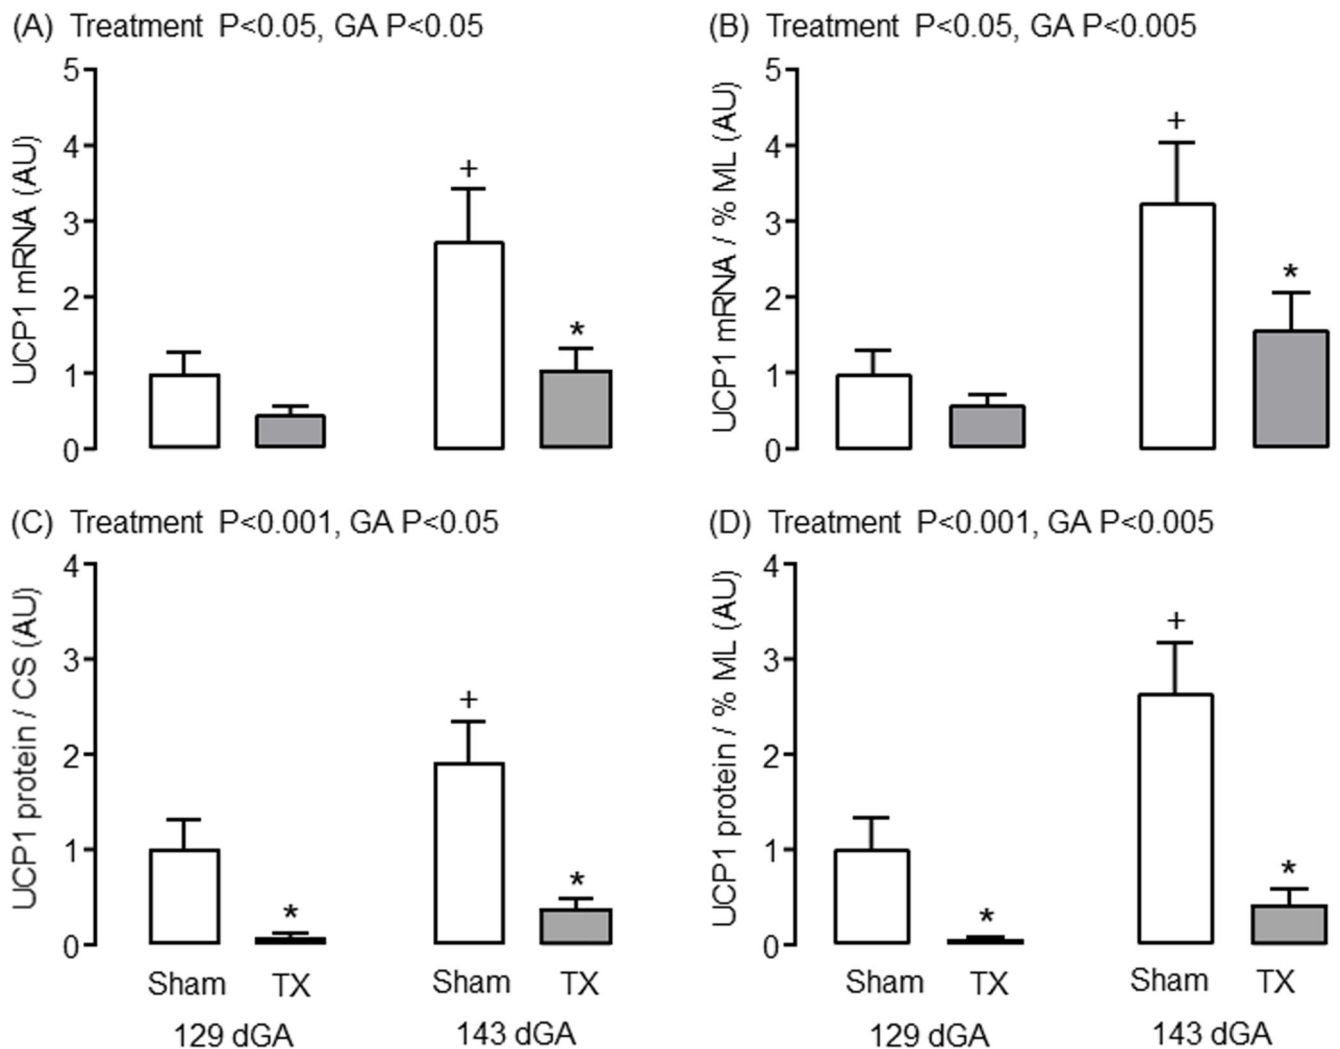 (A) Treatment P<0.05, GA P<0.05
UCP1 mRNA (AU)
5
4
3
2
1
0
+
*
(B) Treatment P<0.05, GA P<0.005
UCP1 mRNA / % ML (AU)
5
4
3
2
1
0
+
*
(C) Treatment P<0.001, GA P<0.05
UCP1 protein / CS (AU)
4
3
2
1
0
*
+
*
Sham TX Sham TX
129 dGA 143 dGA
(D) Treatment P<0.001, GA P<0.005
UCP1 protein / % ML (AU)
4
3
2
1
0
*
+
*
Sham TX Sham TX
129 dGA 143 dGA